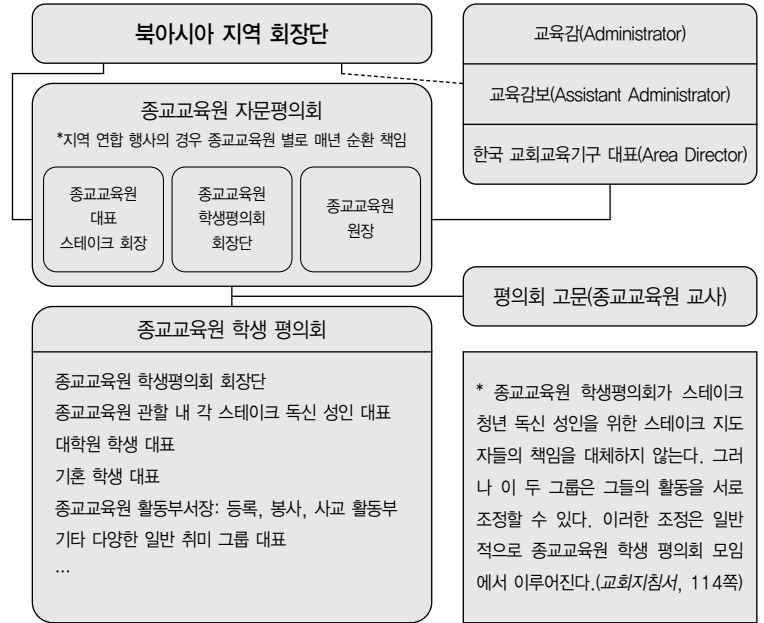 북아시아 지역 회장단
교육감(Administrator)
교육감보(Assistant Administrator)
한국 교회교육기구 대표(Area Director)
종교교육원 자문평의회
*지역 연합 행사의 경우 종교교육원 별로 매년 순환 책임
종교교육원
대표
스테이크 회장
종교교육원
학생평의회
회장단
종교교육원
원장
평의회 고문(종교교육원 교사)
종교교육원 학생 평의회
종교교육원 학생평의회 회장단
종교교육원 관할 내 각 스테이크 독신 성인 대표
대학원 학생 대표
기혼 학생 대표
종교교육원 활동부서장: 등록, 봉사, 사교 활동부
기타 다양한 일반 취미 그룹 대표
...
* 종교교육원 학생평의회가 스테이크
청년 독신 성인을 위한 스테이크 지도
자들의 책임을 대체하지 않는다. 그러
나 이 두 그룹은 그들의 활동을 서로
조정할 수 있다. 이러한 조정은 일반
적으로 종교교육원 학생 평의회 모임
에서 이루어진다.(교회지침서, 114쪽)